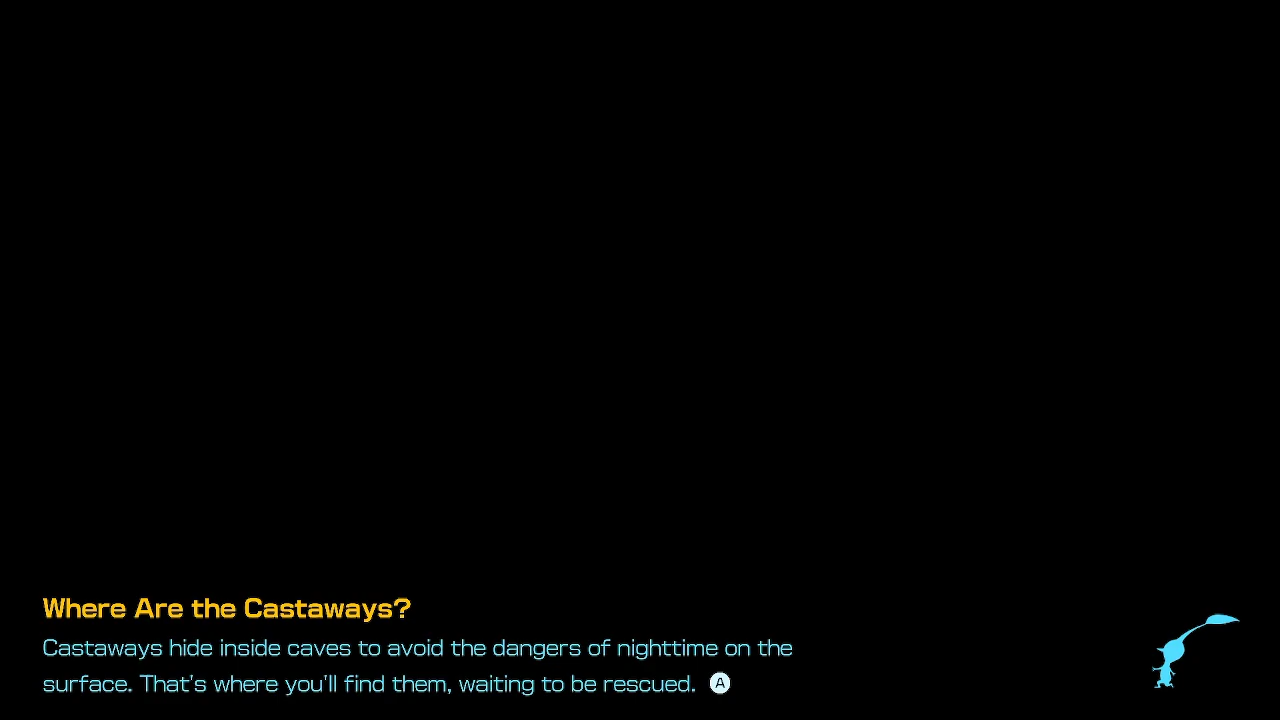 Where Are the Castaways?
Castaways hide inside caves to avoid the dangers of nighttime on the
surface. That's where you'll find them, waiting to be rescued. A